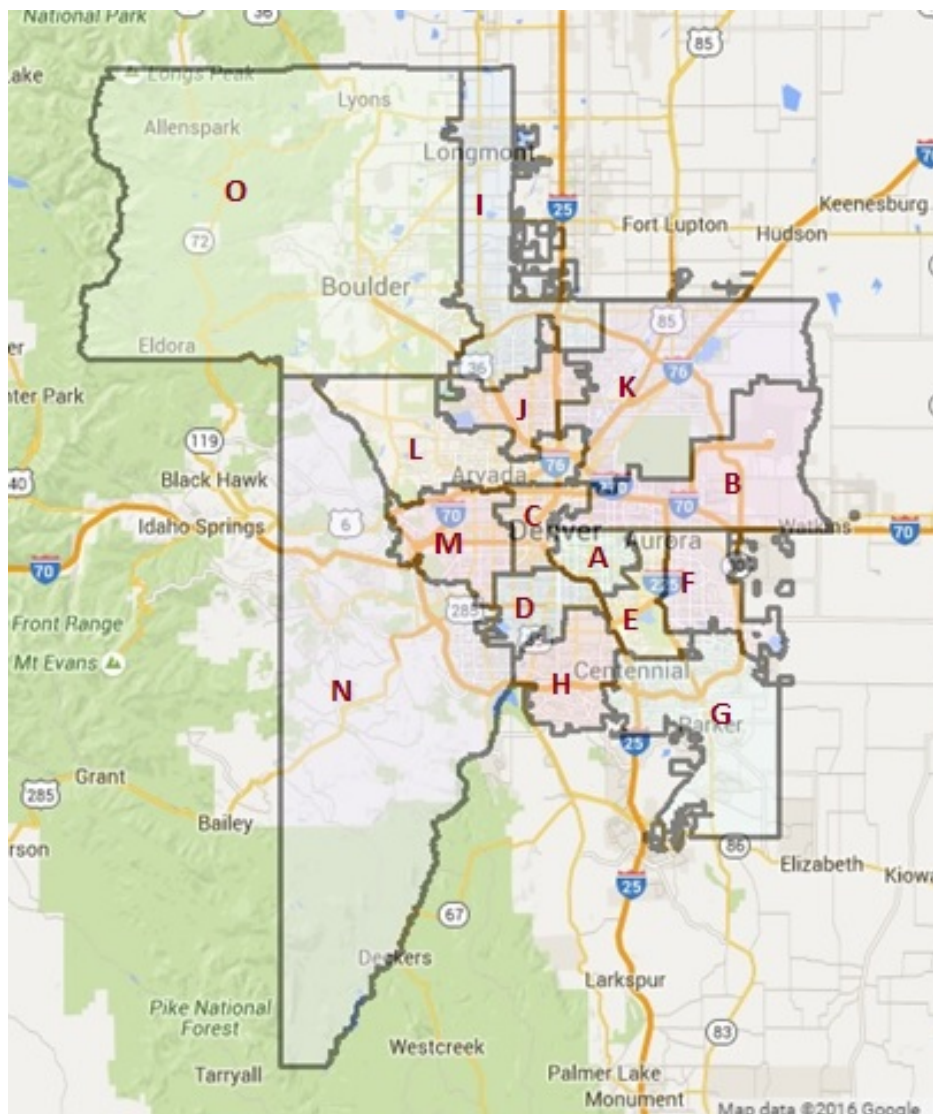 National Park
36
85
Lake
Longs Peak
Lyons
Allenspark
Longmont
O
I
25
Keenesburg
Fort Lupton
Hudson
72
Boulder
85
Eldora
36
76
K
J
119
L
76
Arvada
B
40
Black Hawk
6
70
C
70
Idaho Springs
Denver
Watkins
70
M
A
Aurora
70
225
F
285
D
E
Front Range
Mt Evans
N
H
Centennial
G
Parker
25
Grant
285
Bailey
86
Elizabeth
Kiowa
25
67
Deckers
Larkspur
Pike National
Forest
83
Westcreek
Tarryall
Palmer Lake
Monument
Map data ©2016 Google